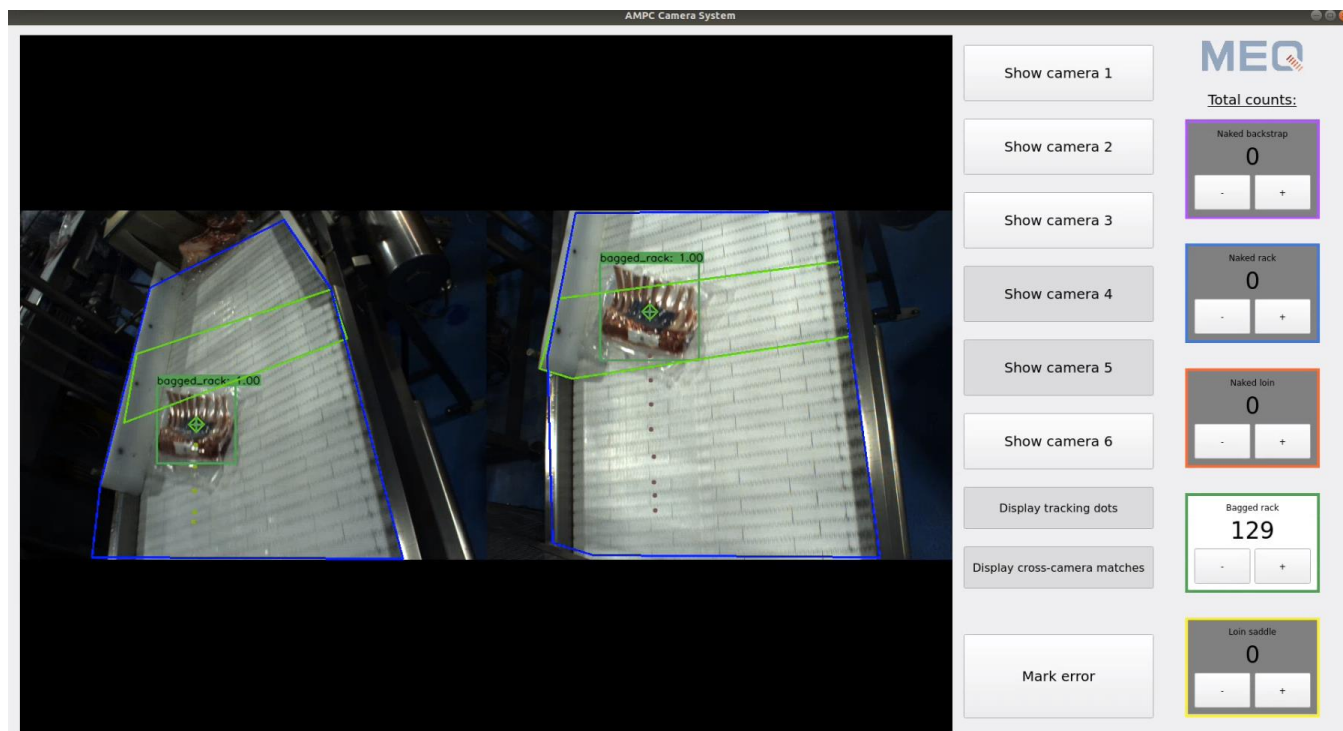 AMPC Camera System
bagged_rack: 1.00
bagged_rack: 1.00
Show camera 1
Show camera 2
Show camera 3
Show camera 4
Show camera 5
Show camera 6
Display tracking dots
Display cross-camera matches
Mark error
MEQ
Total counts:
Naked backstrap
0
- +
Naked rack
0
- +
Naked loin
0
- +
Bagged rack
129
- +
Loin saddle
0
- +